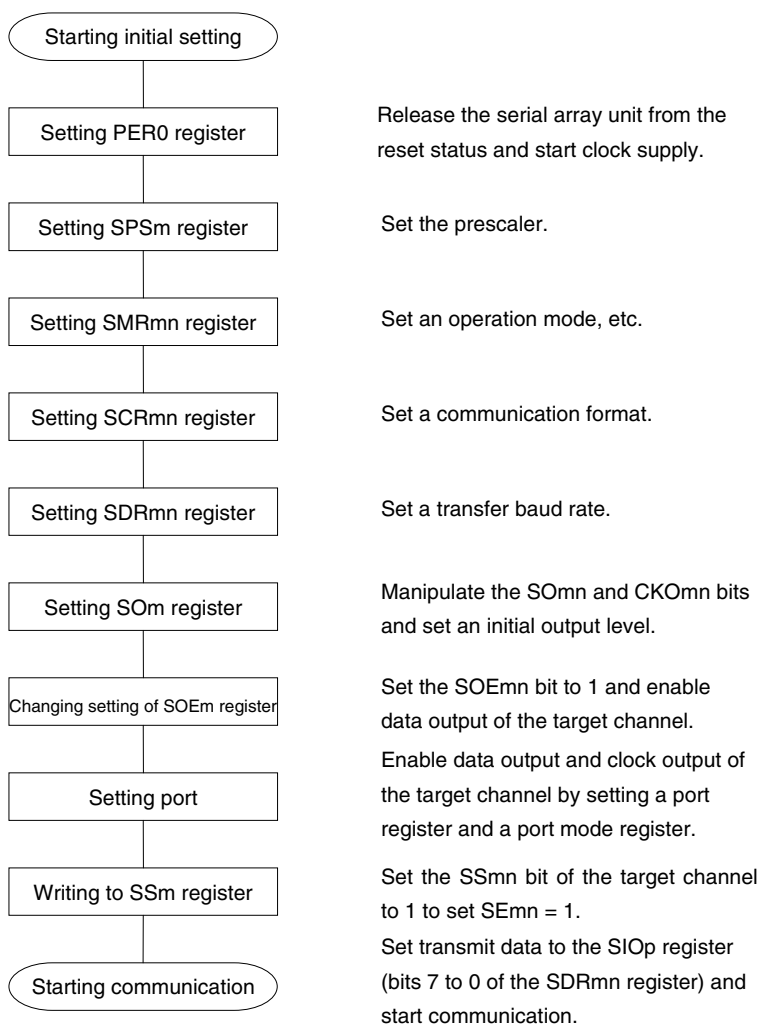 Starting initial setting
Setting PER0 register
Release the serial array unit from the
reset status and start clock supply.
Setting SPSm register
Set the prescaler.
Setting SMRmn register
Set an operation mode, etc.
Setting SCRmn register
Set a communication format.
Setting SDRmn register
Set a transfer baud rate.
Setting SOm register
Manipulate the SOmn and CKOmn bits
and set an initial output level.
Changing setting of SOEm register
Set the SOEmn bit to 1 and enable
data output of the target channel.
Setting port
Enable data output and clock output of
the target channel by setting a port
register and a port mode register.
Writing to SSm register
Set the SSmn bit of the target channel
to 1 to set SEmn = 1.
Starting communication
Set transmit data to the SIOp register
(bits 7 to 0 of the SDRmn register) and
start communication.